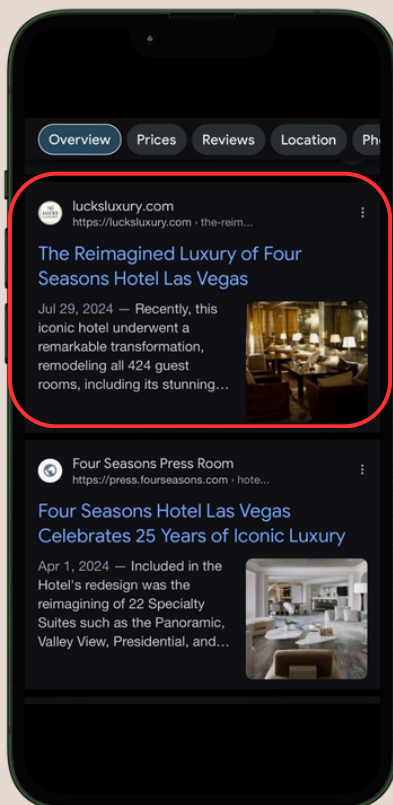 Overview Prices Reviews Location Ph
lucksluxury.com
https://lucksluxury.com › the-reim...
The Reimagined Luxury of Four
Seasons Hotel Las Vegas
Jul 29, 2024 — Recently, this
iconic hotel underwent a
remarkable transformation,
remodeling all 424 guest
rooms, including its stunning...
Four Seasons Press Room
https://press.fourseasons.com › hote...
Four Seasons Hotel Las Vegas
Celebrates 25 Years of Iconic Luxury
Apr 1, 2024 — Included in the
Hotel's redesign was the
reimagining of 22 Specialty
Suites such as the Panoramic,
Valley View, Presidential, and...